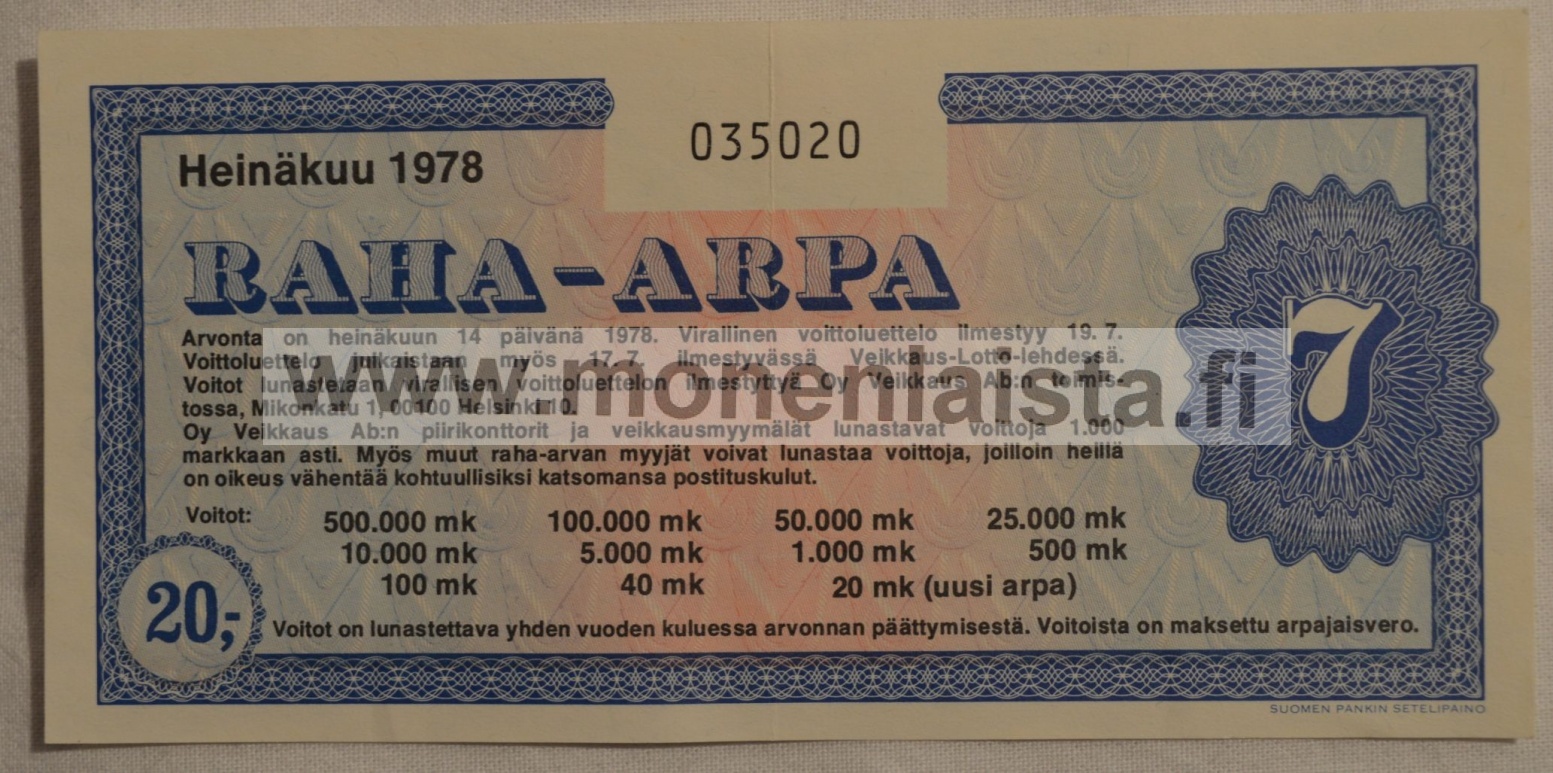 035020
Heinäkuu 1978
RAHA-ARPA
Arvonta on heinäkuun 14 päivänä 1978. Virallinen voittoluettelo ilmestyy 19. 7.
Voittoluettelo julkaistaan myös 17. 7. ilmestyvässä Veikkaus-Lotto-lehdessä.
Voitot lunastetaan virallisen voittoluettelon ilmestyttyä Oy Veikkaus Ab:n toimis-
tossa, Mikonkatu 1, 00100 Helsinki 10.
Oy Veikkaus Ab:n piirikonttorit ja veikkausmyymälät lunastavat voittoja 1.000
markkaan asti. Myös muut raha-arvan myyjät voivat lunastaa voittoja, joilloin heillä
on oikeus vähentää kohtuullisiksi katsomansa postituskulut.
www.monenlaista.fi
7
Voitot: 500.000 mk 100.000 mk 50.000 mk 25.000 mk
10.000 mk 5.000 mk 1.000 mk 500 mk
100 mk 40 mk 20 mk (uusi arpa)
20,-
Voitot on lunastettava yhden vuoden kuluessa arvonnan päättymisestä. Voitoista on maksettu arpajaisvero.
SUOMEN PANKIN SETELIPAINO